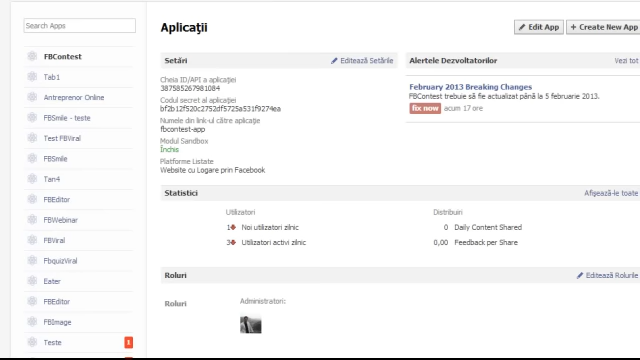 Search Apps
FBContest
Tab1
Antreprenor Online
FBSmile - teste
Test FBViral
FBSmile
Tan4
FBEditor
FBWebinar
FBViral
FbquizViral
Eater
FBEditor
FBImage
Teste 1
Aplicaţii
Edit App + Create New App
Setări Editează Setările
Cheia ID/API a aplicaţiei
387585267981084
Codul secret al aplicaţiei
bf2b12f520c2752df5725a531f9274ea
Numele din link-ul către aplicaţie
fbcontest-app
Modul Sandbox
Închis
Platforme Listate
Website cu Logare prin Facebook
Alertele Dezvoltatorilor Vezi tot
February 2013 Breaking Changes
FBContest trebuie să fie actualizat până la 5 februarie 2013.
fix now acum 17 ore
Statistici Afişează-le toate
Utilizatori
1 Noi utilizatori zilnic
3 Utilizatori activi zilnic
Distribuiri
0 Daily Content Shared
0,00 Feedback per Share
Roluri Editează Rolurile
Roluri
Administratori: